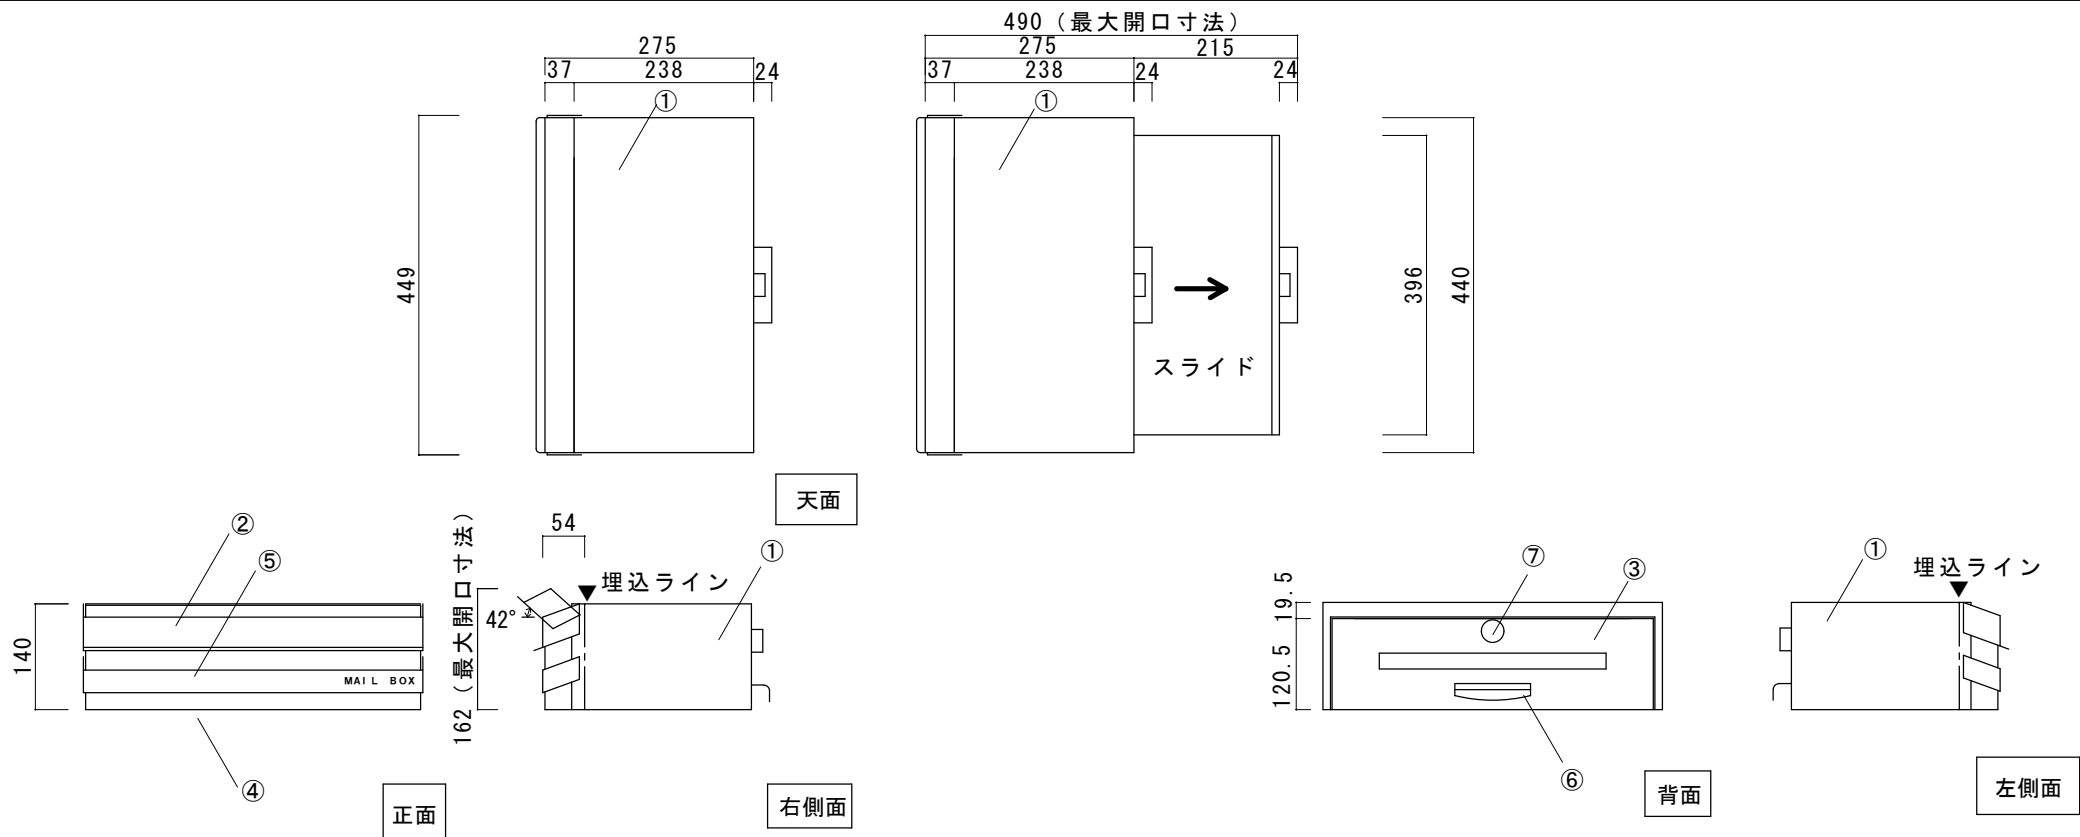 490（最大開口寸法）
275
275
215
37
238
24
37
238
24
24
①
①
449
396
440
スライド
天面
②
⑤
140
MAIL BOX
④
正面
162（最大開口寸法）
54
42°
埋込ライン
①
右側面
19.5
120.5
⑦
③
⑥
背面
①
埋込ライン
左側面